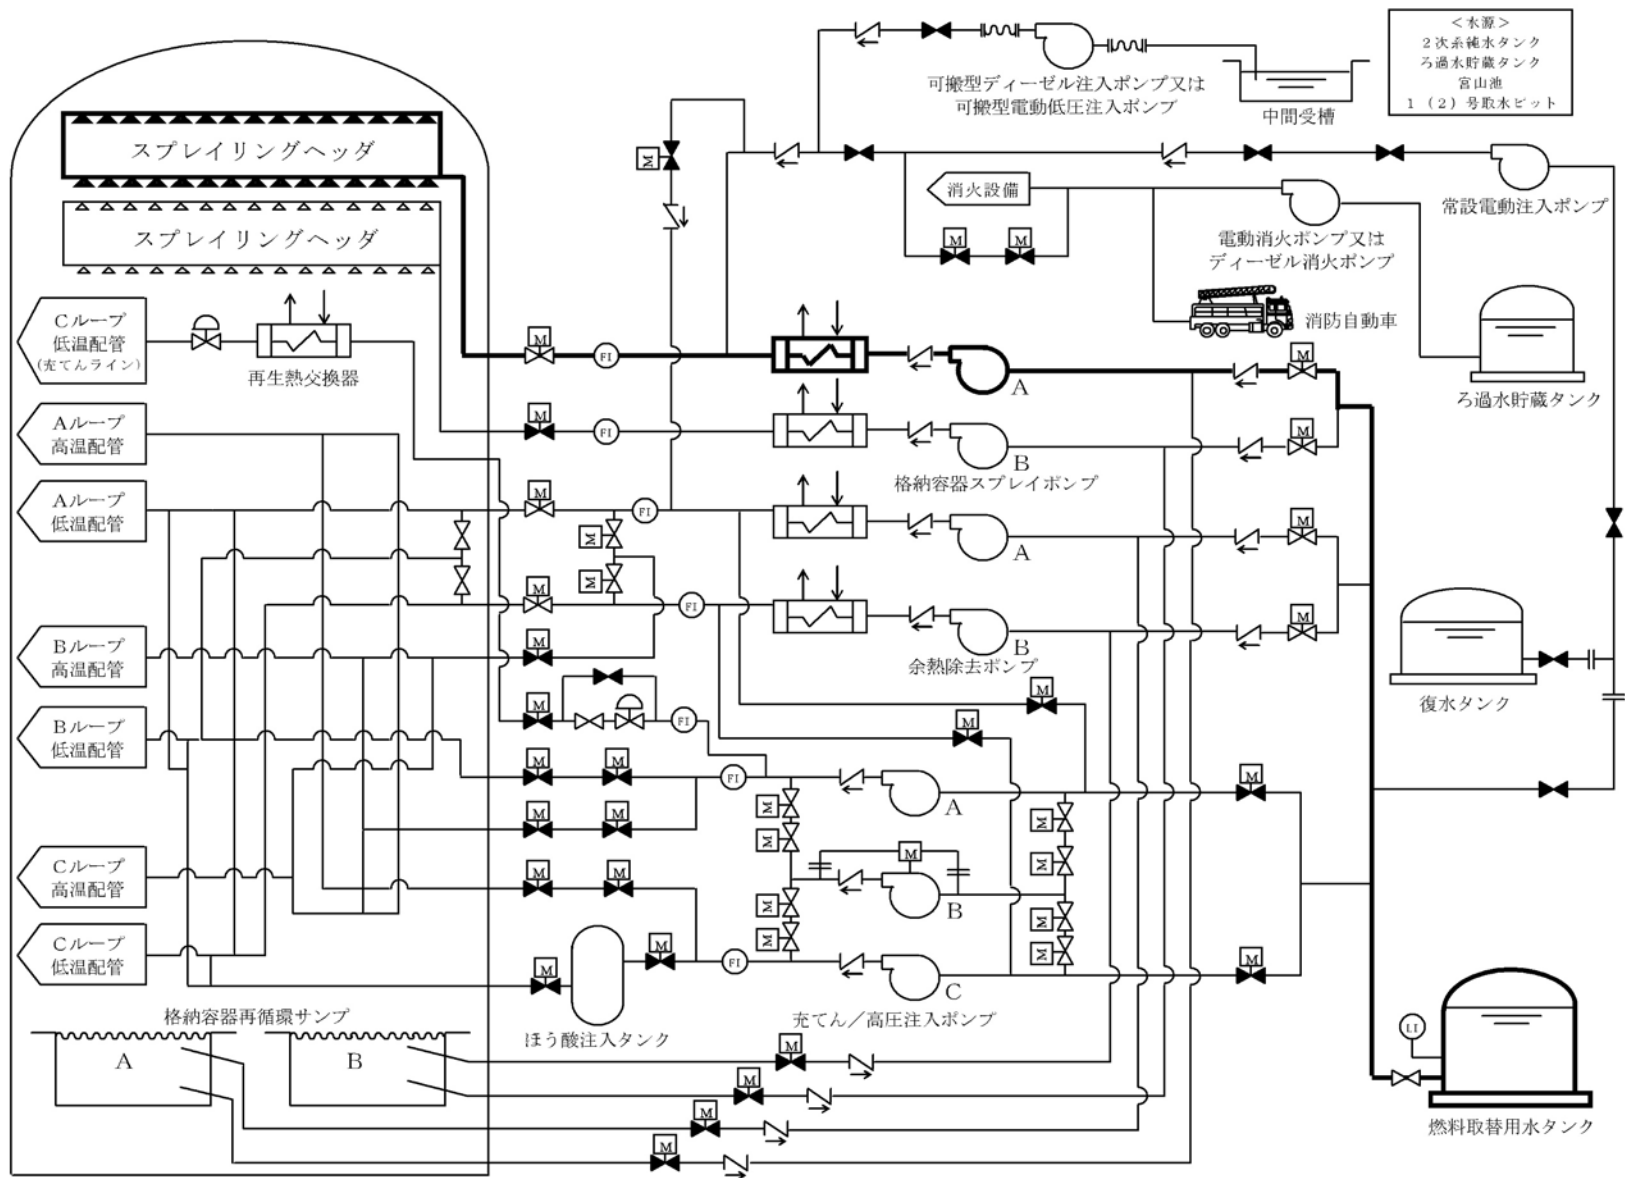 <水源>
2次系純水タンク
ろ過水貯蔵タンク
宮山池
1(2)号取水ピット
可搬型ディーゼル注入ポンプ又は
可搬型電動低圧注入ポンプ
中間受槽
スプレイリングヘッダ
M
消火設備
常設電動注入ポンプ
スプレイリングヘッダ
M
M
電動消火ポンプ又は
ディーゼル消火ポンプ
消防自動車
Cループ
低温配管
(充てんライン)
再生熱交換器
M
FI
A
M
ろ過水貯蔵タンク
Aループ
高温配管
M
FI
B
M
格納容器スプレイポンプ
Aループ
低温配管
M
FI
M
A
M
M
M
FI
B
M
余熱除去ポンプ
Bループ
高温配管
M
M
復水タンク
Bループ
低温配管
M
FI
M
M
M
FI
A
M
M
M
M
M
M
M
M
B
Cループ
高温配管
M
M
M
M
M
M
Cループ
低温配管
M
M
FI
C
M
ほう酸注入タンク
充てん/高圧注入ポンプ
格納容器再循環サンプ
A
B
M
M
M
M
LI
燃料取替用水タンク